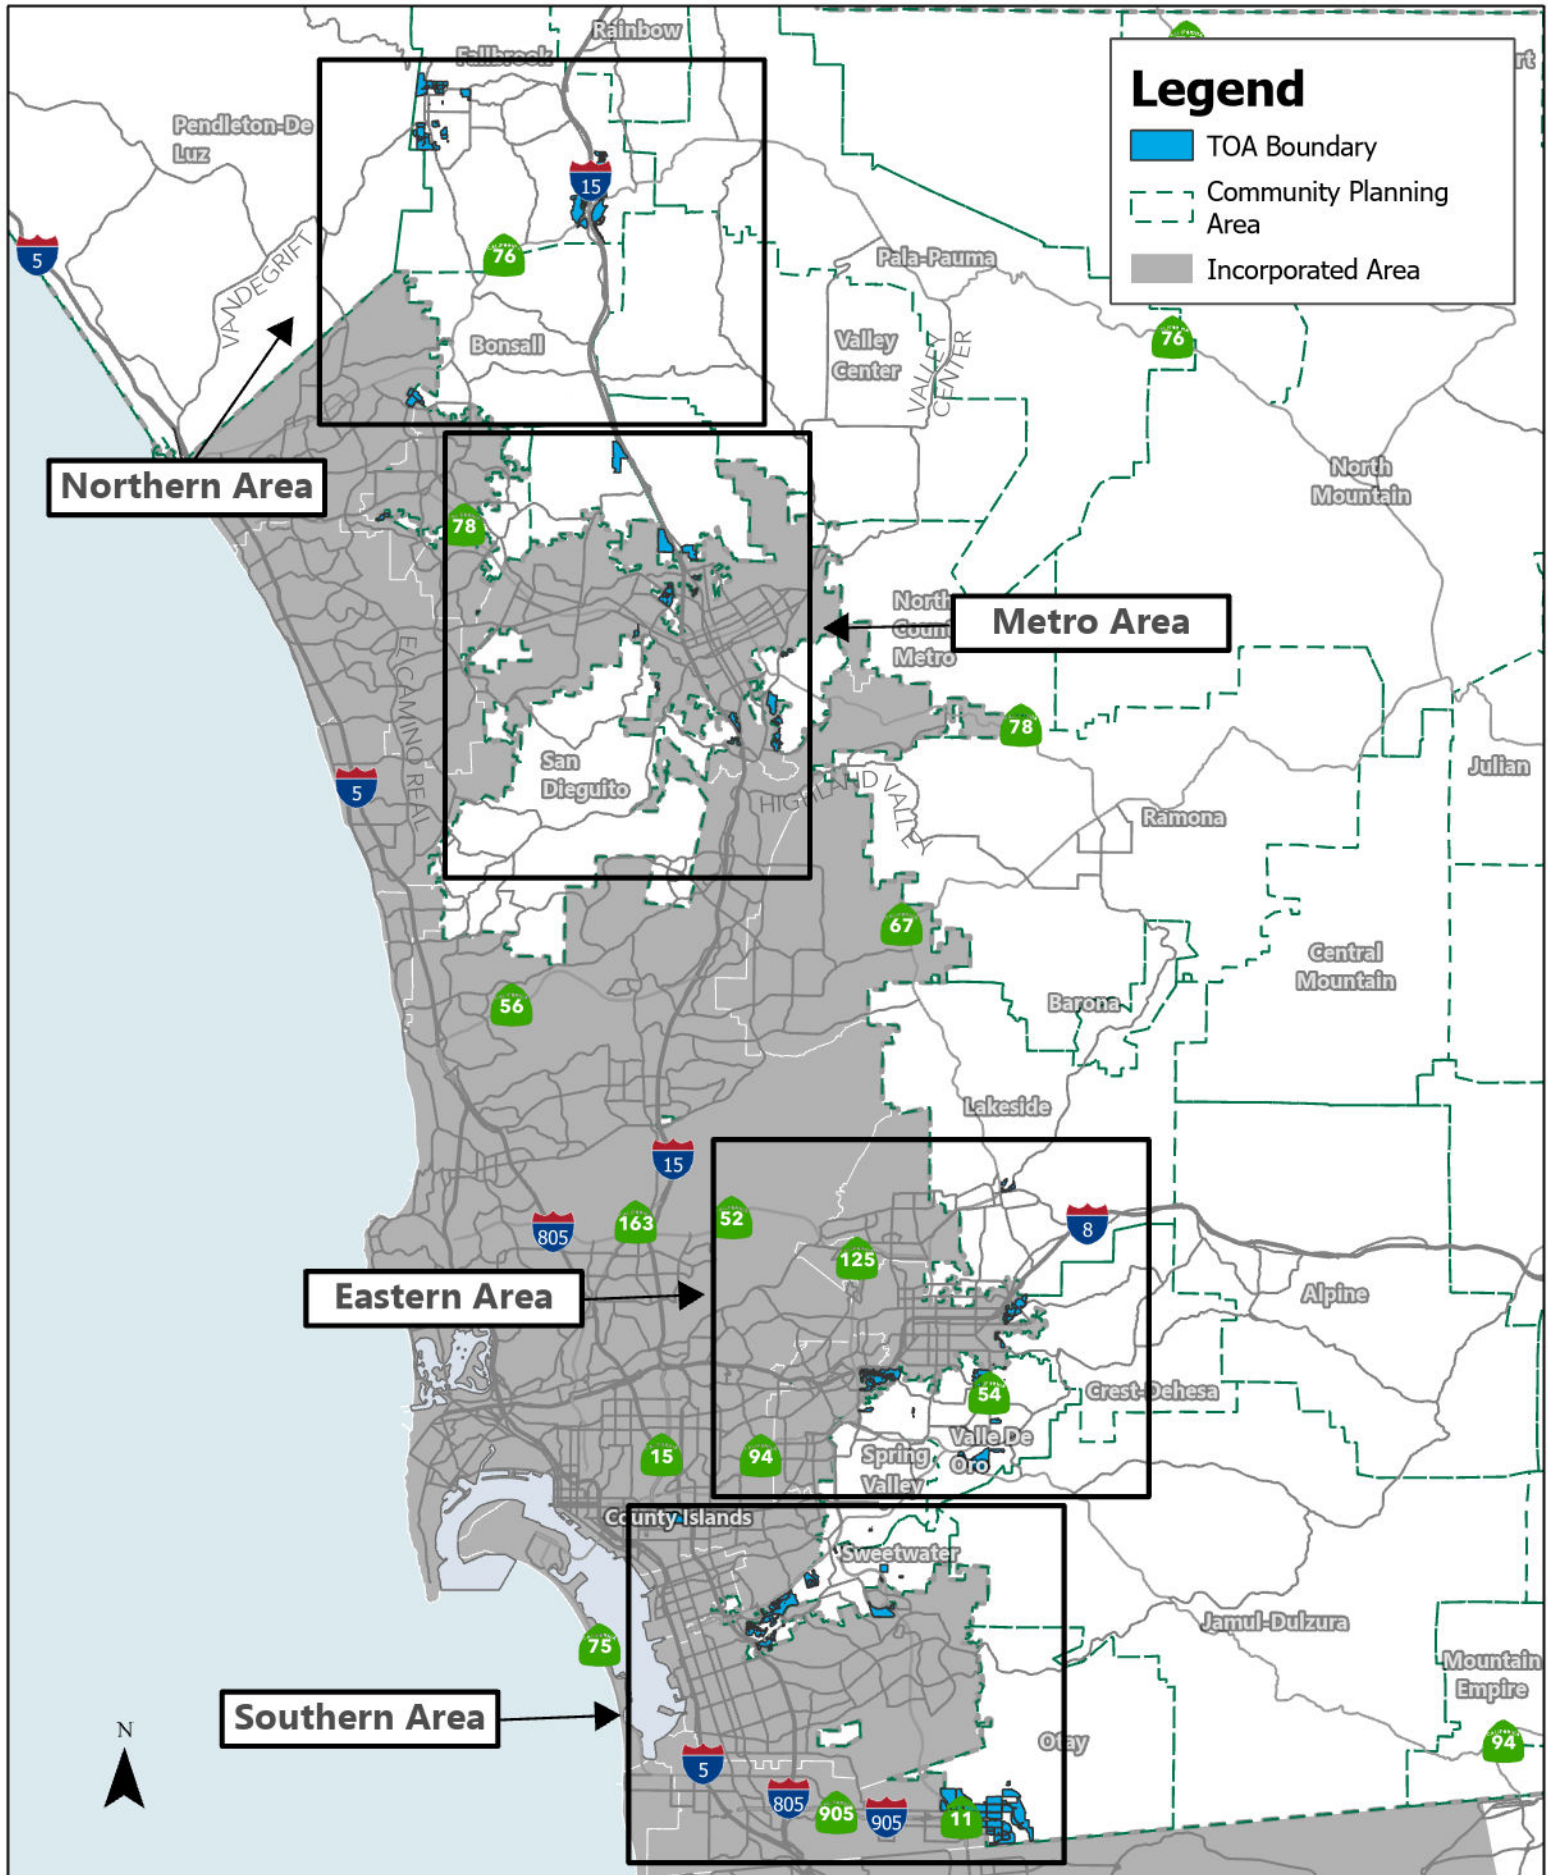 Rainbow
Fallbrook
rt
Legend
TOA Boundary
Community Planning
Area
Incorporated Area
Pendleton-De
Luz
15
5
76
VANDEGRIFT
Pala-Pauma
Bonsall
Valley
Center
VALLEY
CENTER
76
Northern Area
North
Mountain
78
North
Metro
Metro Area
EL CAMINO REAL
78
San
Dieguito
5
HIGHLAND VALLEY
Julian
Ramona
67
Central
Mountain
56
Barona
Lakeside
15
163
52
805
8
125
Eastern Area
Alpine
54
Crest-Dehesa
15
94
Spring
Valley
Valle De
Oro
County Islands
Sweetwater
75
Jamul-Dulzura
Mountain
Empire
Southern Area
N
Otay
94
5
805
905
905
11